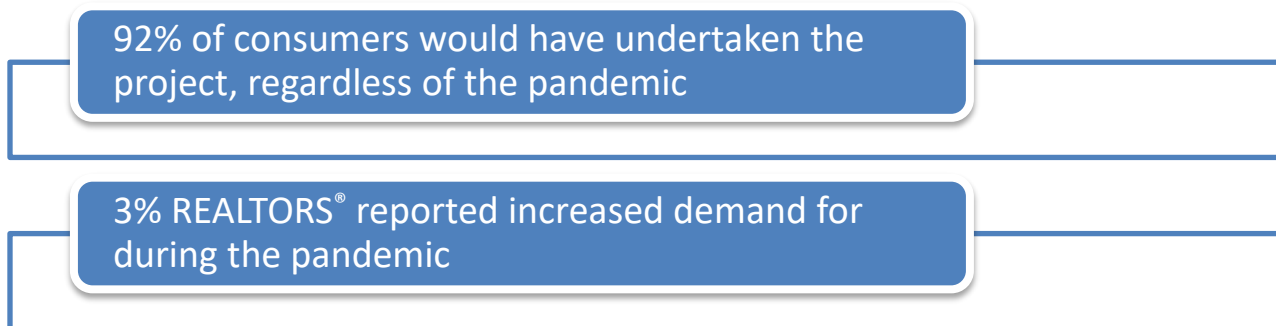 92% of consumers would have undertaken the
project, regardless of the pandemic
3% REALTORS® reported increased demand for
during the pandemic